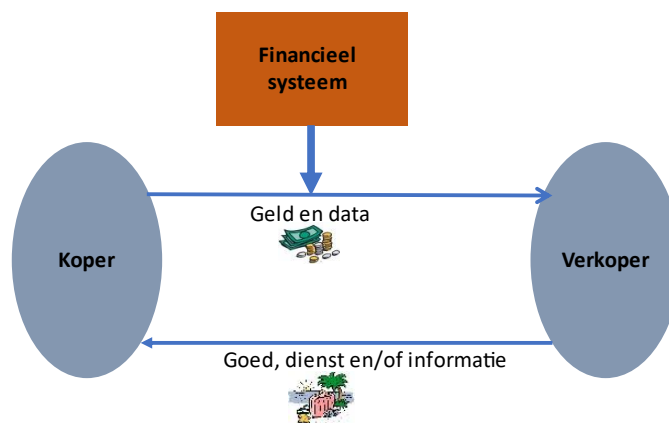 Financieel
systeem
Geld en data
Koper
Verkoper
Goed, dienst en/of informatie